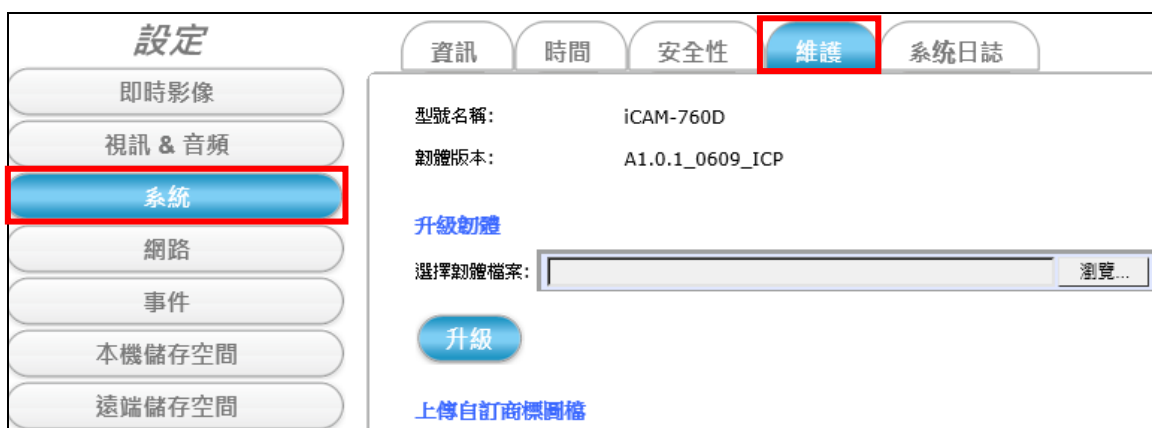 設定
即時影像
視訊 & 音頻
系統
網路
事件
本機儲存空間
遠端儲存空間
資訊 時間 安全性 維護 系统日誌
型號名稱: iCAM-760D
韌體版本: A1.0.1_0609_ICP
升級韌體
選擇韌體檔案: 瀏覽...
升級
上傳自訂商標圖檔